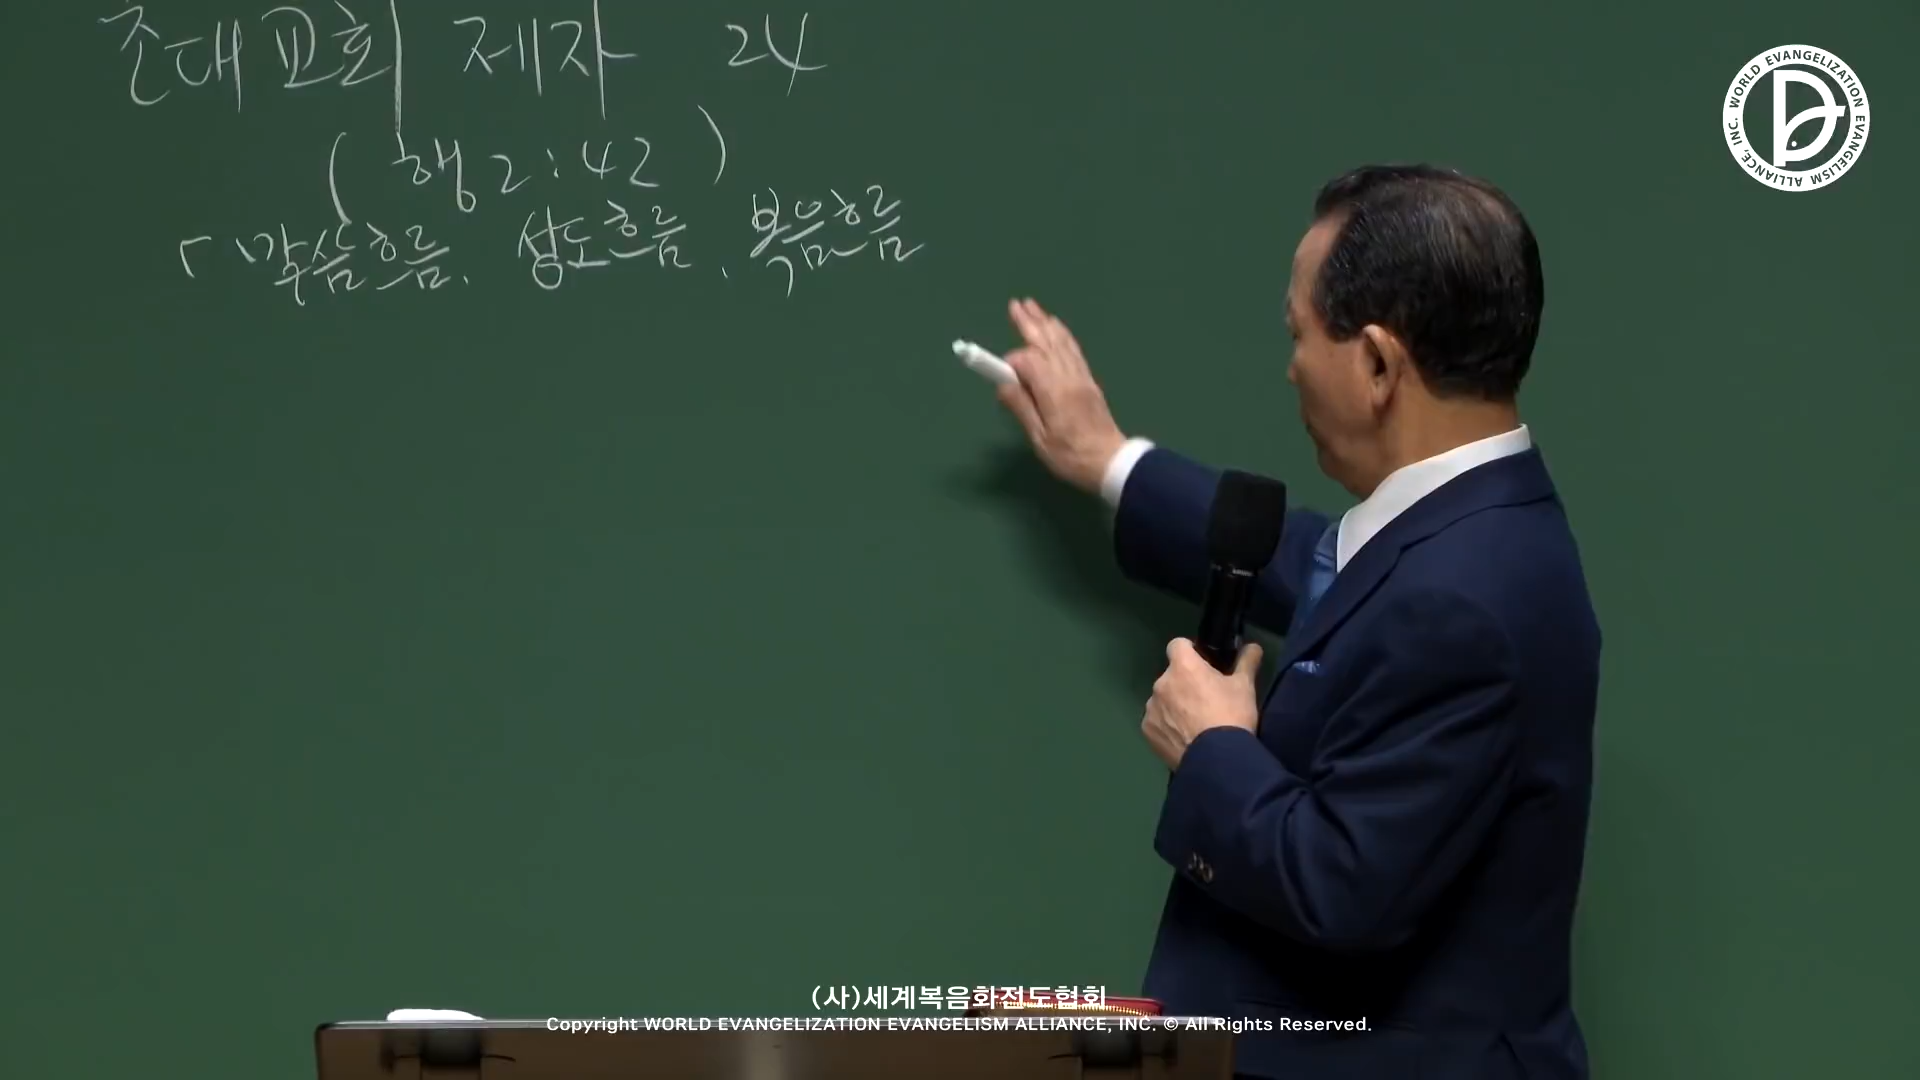 초대교회 제자 24
(행 2:42)
「말씀흐름, 성도흐름, 복음흐름
WORLD EVANGELIZATION EVANGELISM ALLIANCE, INC.
(사)세계복음화전도협회
Copyright WORLD EVANGELIZATION EVANGELISM ALLIANCE, INC. © All Rights Reserved.